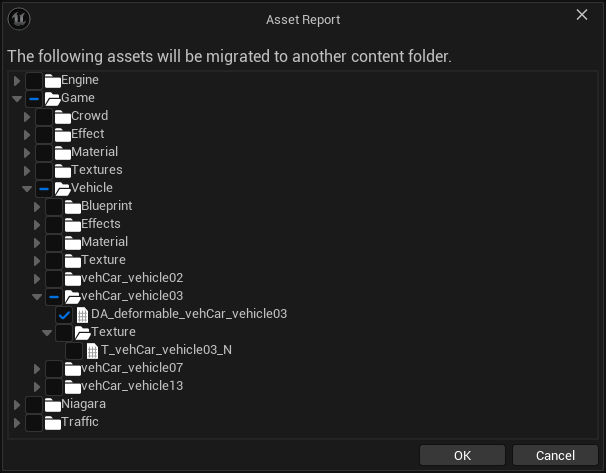 Asset Report
The following assets will be migrated to another content folder.
Engine
Game
Crowd
Effect
Material
Textures
Vehicle
Blueprint
Effects
Material
Texture
vehCar_vehicle02
vehCar_vehicle03
DA_deformable_vehCar_vehicle03
Texture
T_vehCar_vehicle03_N
vehCar_vehicle07
vehCar_vehicle13
Niagara
Traffic
OK Cancel